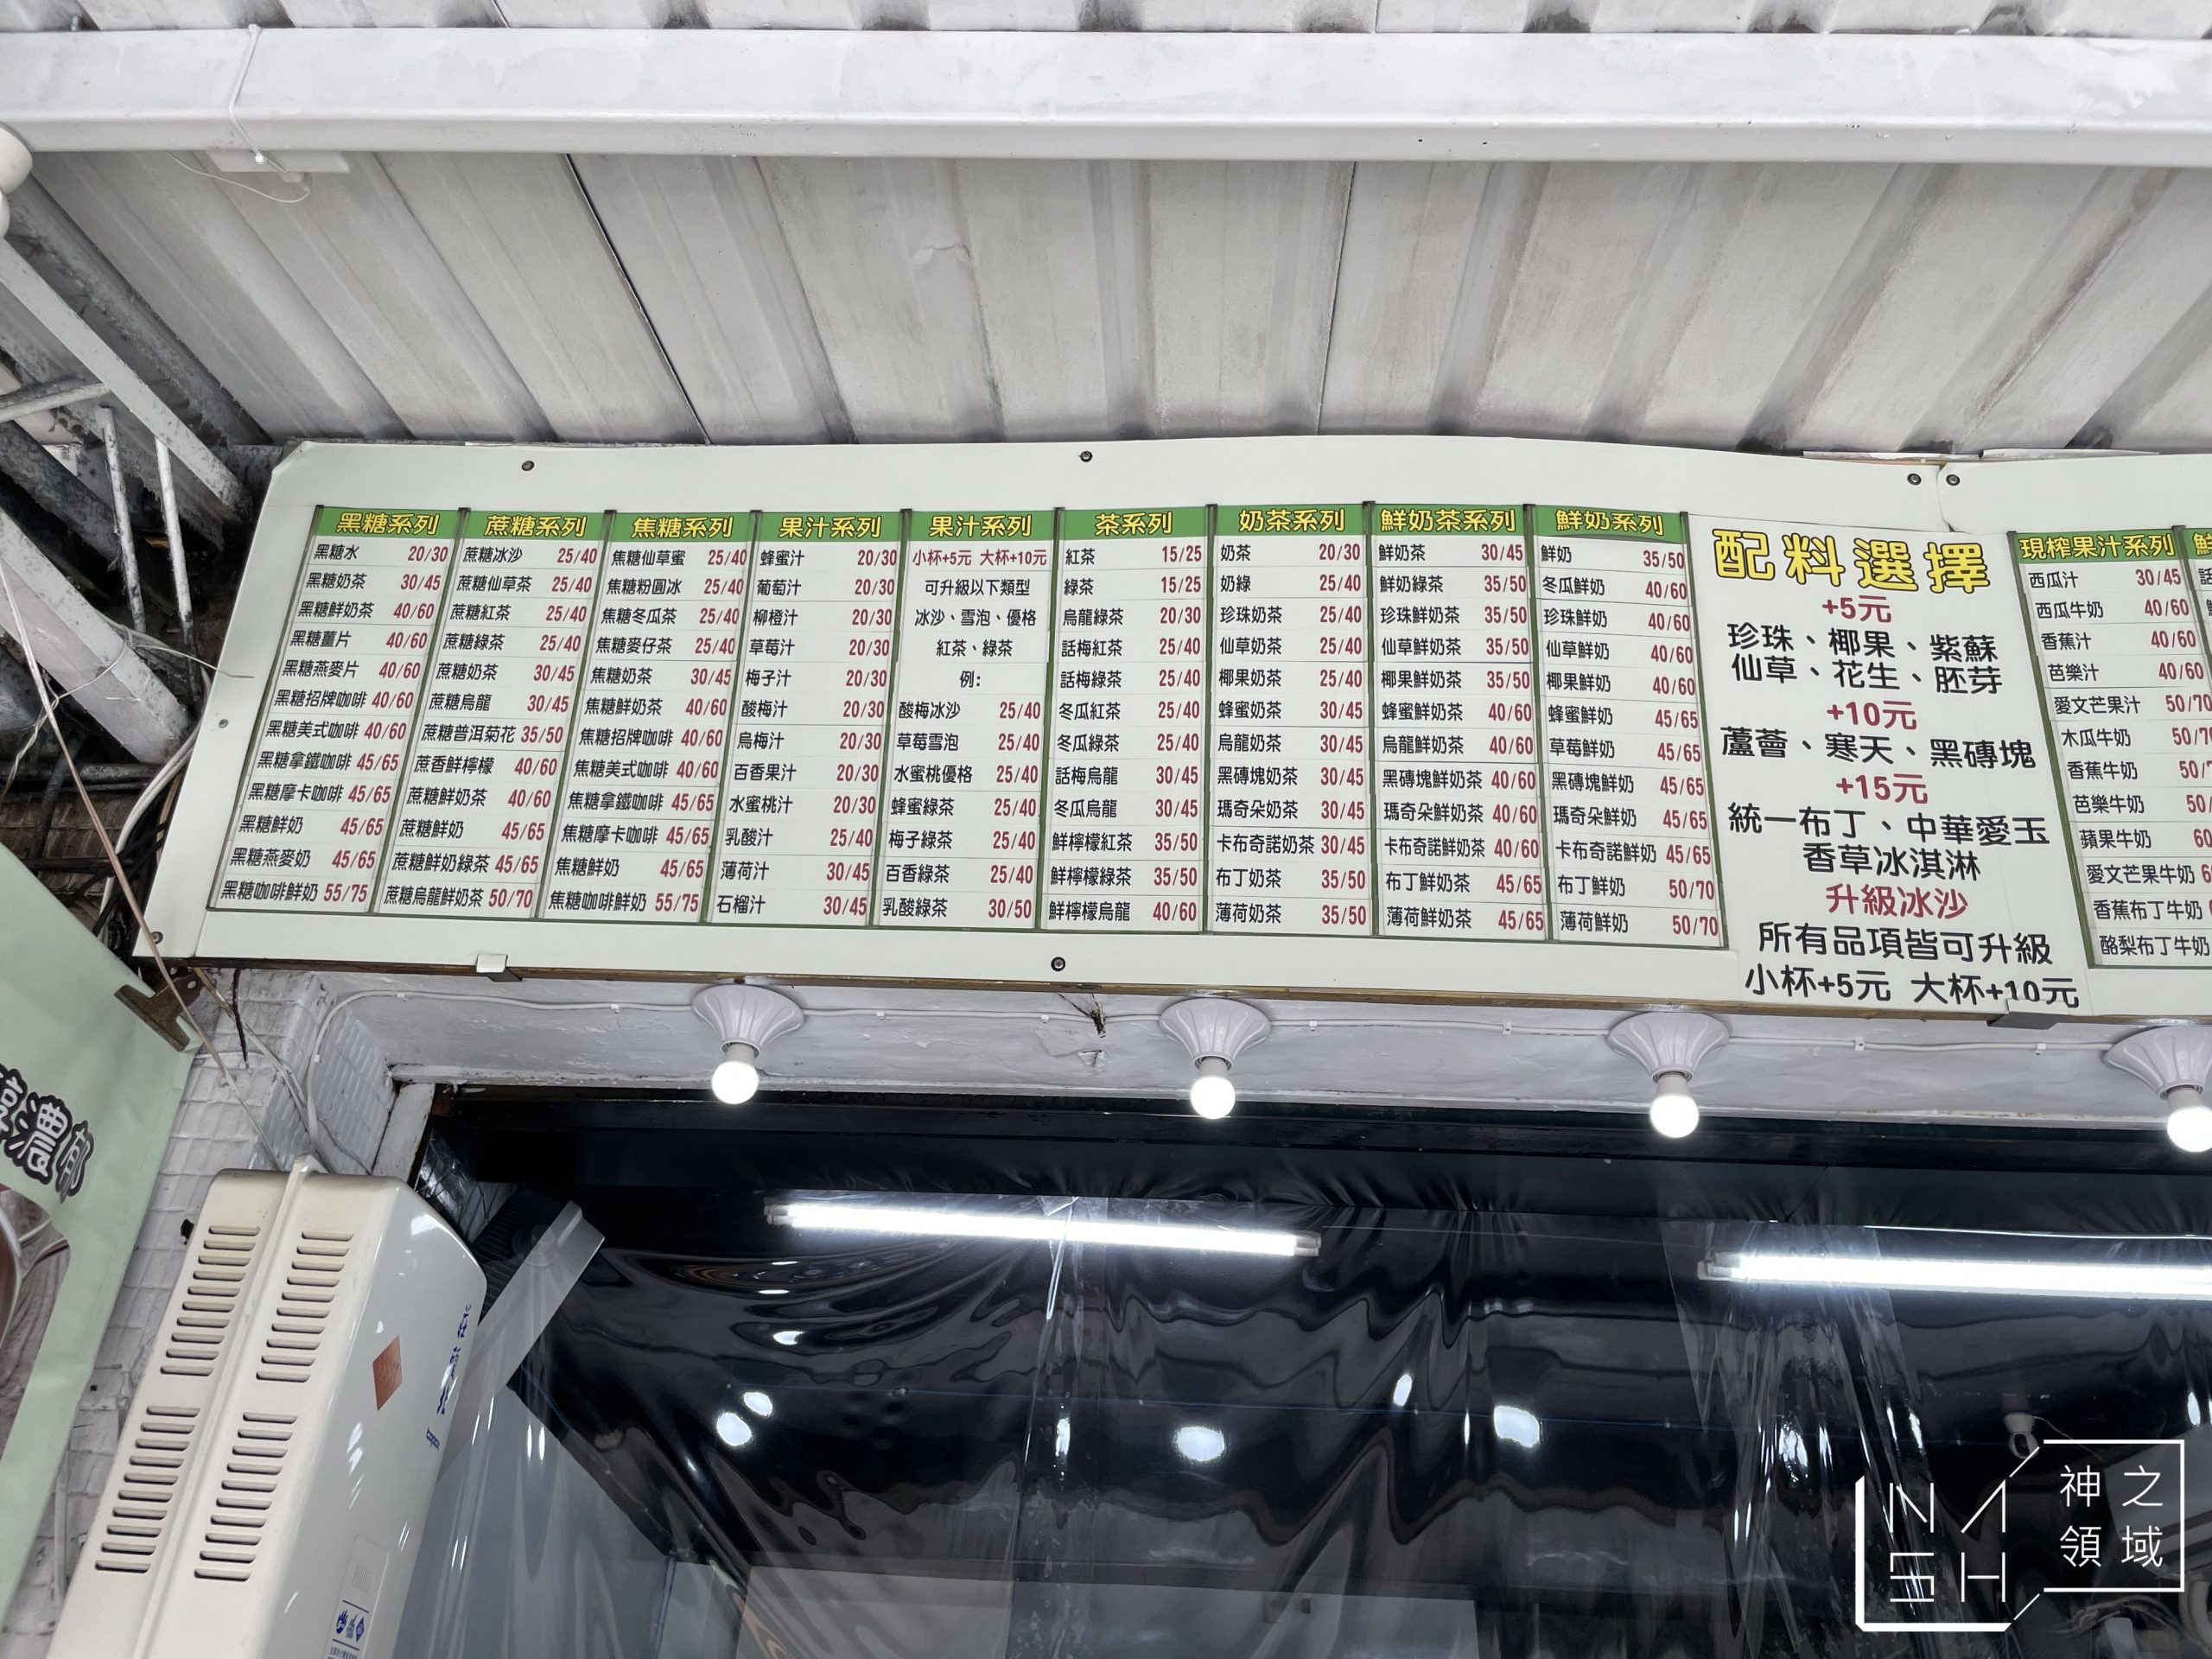 黑糖系列
黑糖水 20/30
黑糖奶茶 30/45
黑糖鮮奶茶 40/60
黑糖薑片 40/60
黑糖燕麥片 40/60
黑糖招牌咖啡 40/60
黑糖美式咖啡 40/60
黑糖拿鐵咖啡 45/65
黑糖摩卡咖啡 45/65
黑糖鮮奶 45/65
黑糖燕麥奶 45/65
黑糖咖啡鮮奶 55/75
蔗糖系列
蔗糖冰沙 25/40
蔗糖仙草茶 25/40
蔗糖紅茶 25/40
蔗糖綠茶 25/40
蔗糖奶茶 30/45
蔗糖烏龍 30/45
蔗糖普洱菊花 35/50
蔗香鮮檸檬 40/60
蔗糖鮮奶茶 40/60
蔗糖鮮奶 45/65
蔗糖鮮奶綠茶 45/65
蔗糖烏龍鮮奶茶 50/70
焦糖系列
焦糖仙草蜜 25/40
焦糖粉圓冰 25/40
焦糖冬瓜茶 25/40
焦糖麥仔茶 25/40
焦糖奶茶 30/45
焦糖鮮奶茶 40/60
焦糖招牌咖啡 40/60
焦糖美式咖啡 40/60
焦糖拿鐵咖啡 45/65
焦糖摩卡咖啡 45/65
焦糖鮮奶 45/65
焦糖咖啡鮮奶 55/75
果汁系列
蜂蜜汁 20/30
葡萄汁 20/30
柳橙汁 20/30
草莓汁 20/30
梅子汁 20/30
酸梅汁 20/30
烏梅汁 20/30
百香果汁 20/30
水蜜桃汁 20/30
乳酸汁 25/40
薄荷汁 30/45
石榴汁 30/45
果汁系列
小杯+5元 大杯+10元
可升級以下類型
冰沙、雪泡、優格
紅茶、綠茶
例：
酸梅冰沙 25/40
草莓雪泡 25/40
水蜜桃優格 25/40
蜂蜜綠茶 25/40
梅子綠茶 25/40
百香綠茶 25/40
乳酸綠茶 30/50
茶系列
紅茶 15/25
綠茶 15/25
烏龍綠茶 20/30
話梅紅茶 25/40
話梅綠茶 25/40
冬瓜紅茶 25/40
冬瓜綠茶 25/40
話梅烏龍 30/45
冬瓜烏龍 30/45
鮮檸檬紅茶 35/50
鮮檸檬綠茶 35/50
鮮檸檬烏龍 40/60
奶茶系列
奶茶 20/30
奶綠 25/40
珍珠奶茶 25/40
仙草奶茶 25/40
椰果奶茶 25/40
蜂蜜奶茶 30/45
烏龍奶茶 30/45
黑磚塊奶茶 30/45
瑪奇朵奶茶 30/45
卡布奇諾奶茶 30/45
布丁奶茶 35/50
薄荷奶茶 35/50
鮮奶茶系列
鮮奶茶 30/45
鮮奶綠茶 35/50
珍珠鮮奶茶 35/50
仙草鮮奶茶 35/50
椰果鮮奶茶 35/50
蜂蜜鮮奶茶 40/60
烏龍鮮奶茶 40/60
黑磚塊鮮奶茶 40/60
瑪奇朵鮮奶茶 40/60
卡布奇諾鮮奶茶 40/60
布丁鮮奶茶 45/65
薄荷鮮奶茶 45/65
鮮奶系列
鮮奶 35/50
冬瓜鮮奶 40/60
珍珠鮮奶 40/60
仙草鮮奶 40/60
椰果鮮奶 40/60
蜂蜜鮮奶 45/65
草莓鮮奶 45/65
黑磚塊鮮奶 45/65
瑪奇朵鮮奶 45/65
卡布奇諾鮮奶 45/65
布丁鮮奶 50/70
薄荷鮮奶 50/70
配料選擇
+5元
珍珠、椰果、紫蘇
仙草、花生、胚芽
+10元
蘆薈、寒天、黑磚塊
+15元
統一布丁、中華愛玉
香草冰淇淋
升級冰沙
所有品項皆可升級
小杯+5元 大杯+10元
現榨果汁系列
西瓜汁 30/45
西瓜牛奶 40/60
香蕉汁 40/60
芭樂汁 40/60
愛文芒果汁 50/70
木瓜牛奶 50/7
香蕉牛奶 50/
芭樂牛奶 50/
蘋果牛奶 60
愛文芒果牛奶 6
香蕉布丁牛奶
酪梨布丁牛奶
濃郁
NASH
神之
領域